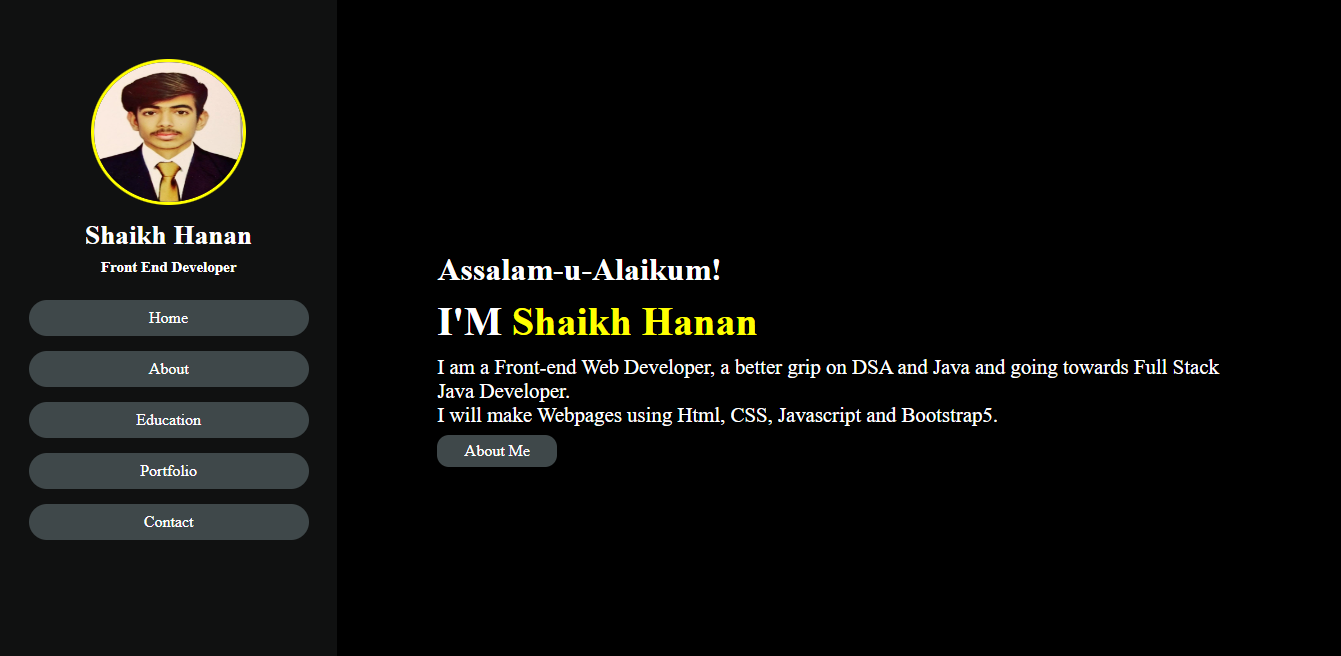 Shaikh Hanan
Front End Developer
Home
About
Education
Portfolio
Contact
Assalam-u-Alaikum!
I'M Shaikh Hanan
I am a Front-end Web Developer, a better grip on DSA and Java and going towards Full Stack
Java Developer.
I will make Webpages using Html, CSS, Javascript and Bootstrap5.
About Me